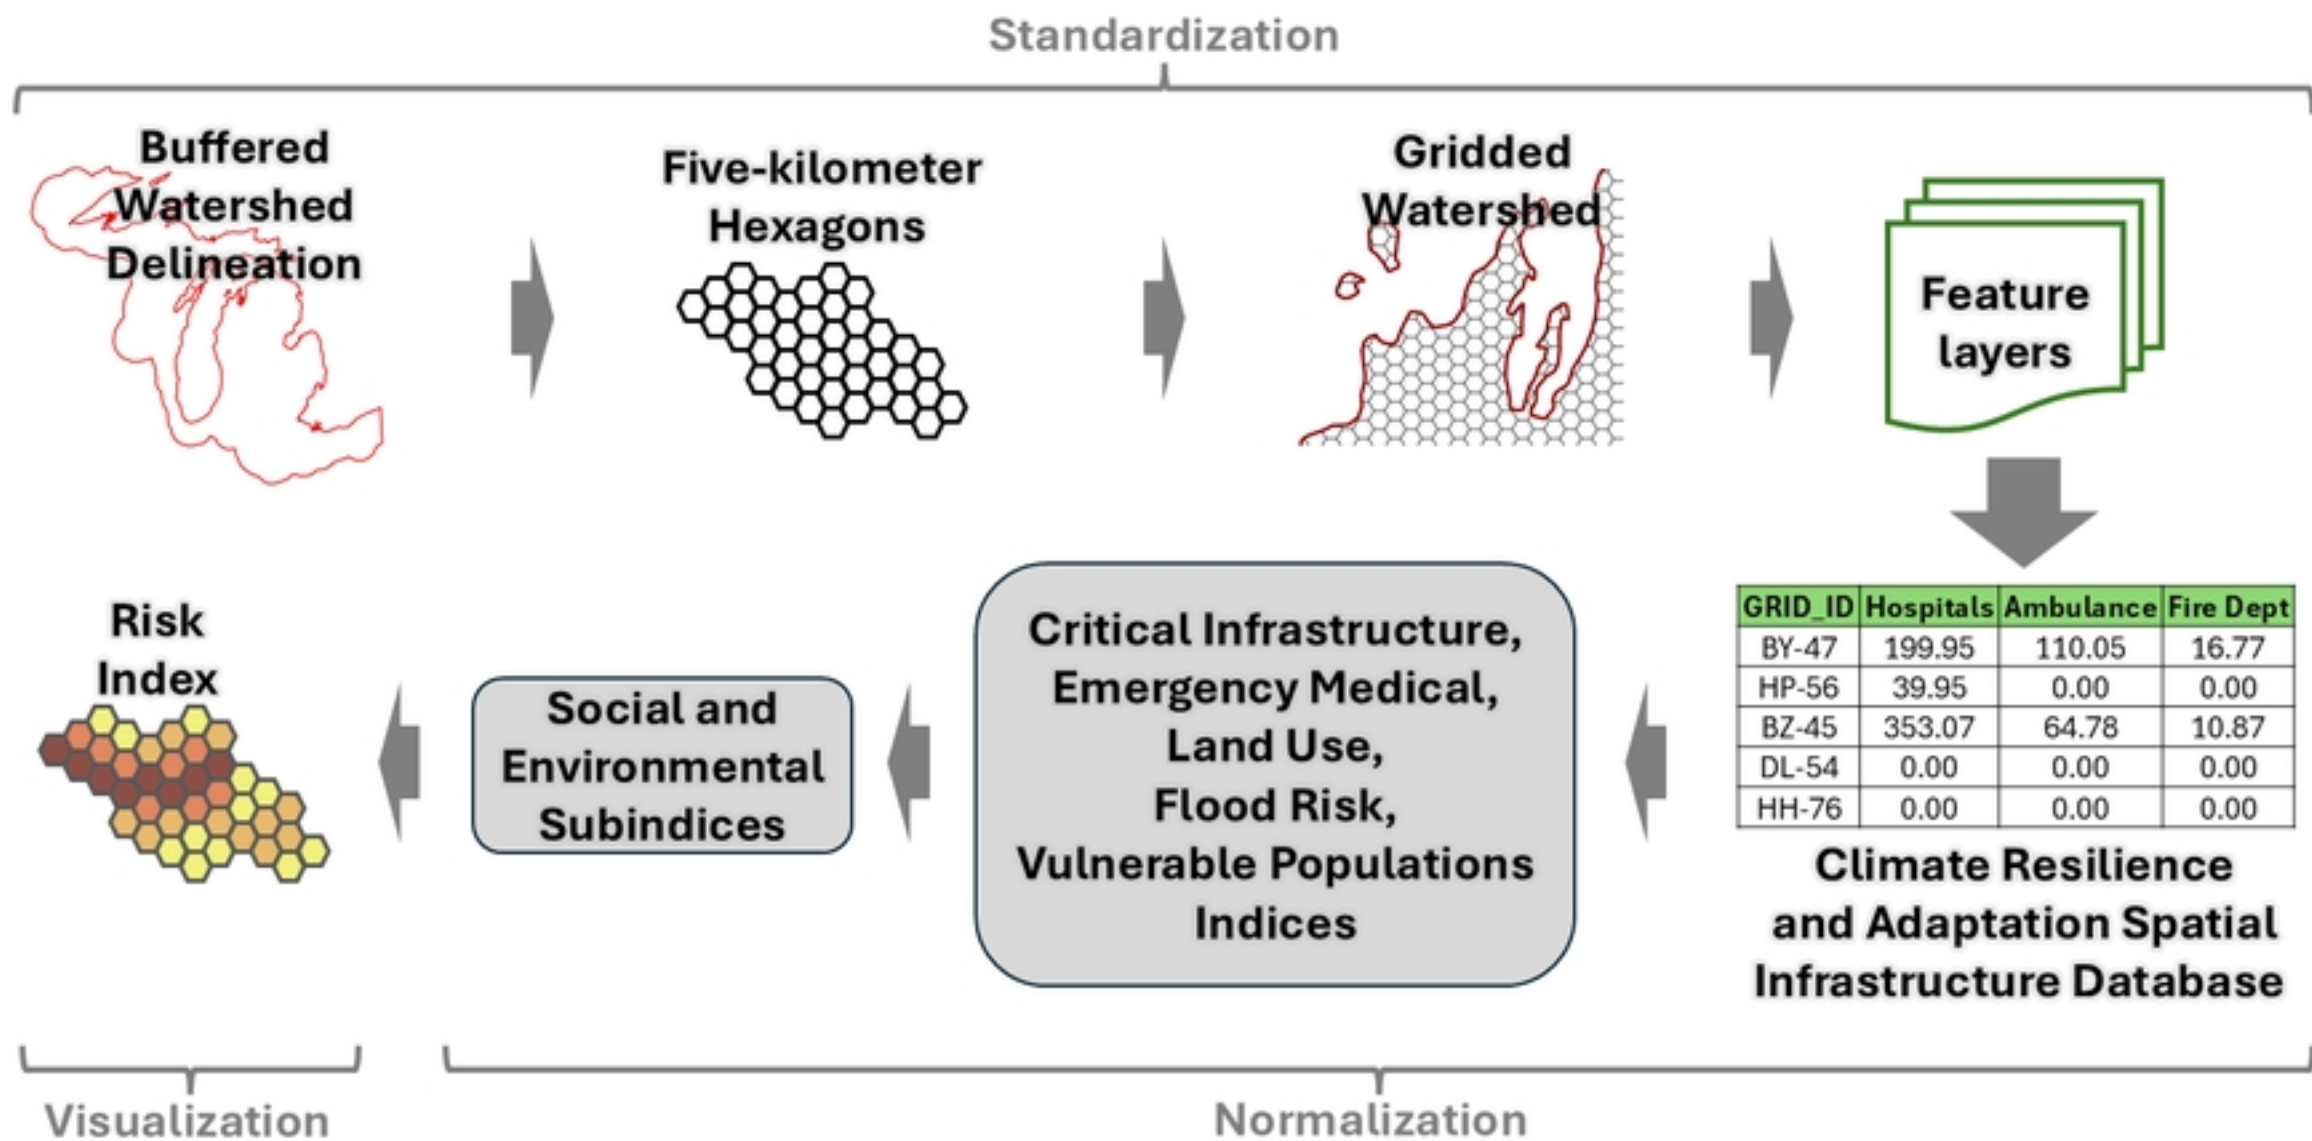 Standardization
Buffered
Watershed
Delineation
Five-kilometer
Hexagons
Gridded
Watershed
Feature
layers
GRID_ID Hospitals Ambulance Fire Dept
BY-47 199.95 110.05 16.77
HP-56 39.95 0.00 0.00
BZ-45 353.07 64.78 10.87
DL-54 0.00 0.00 0.00
HH-76 0.00 0.00 0.00
Climate Resilience
and Adaptation Spatial
Infrastructure Database
Critical Infrastructure,
Emergency Medical,
Land Use,
Flood Risk,
Vulnerable Populations
Indices
Social and
Environmental
Subindices
Risk
Index
Visualization
Normalization